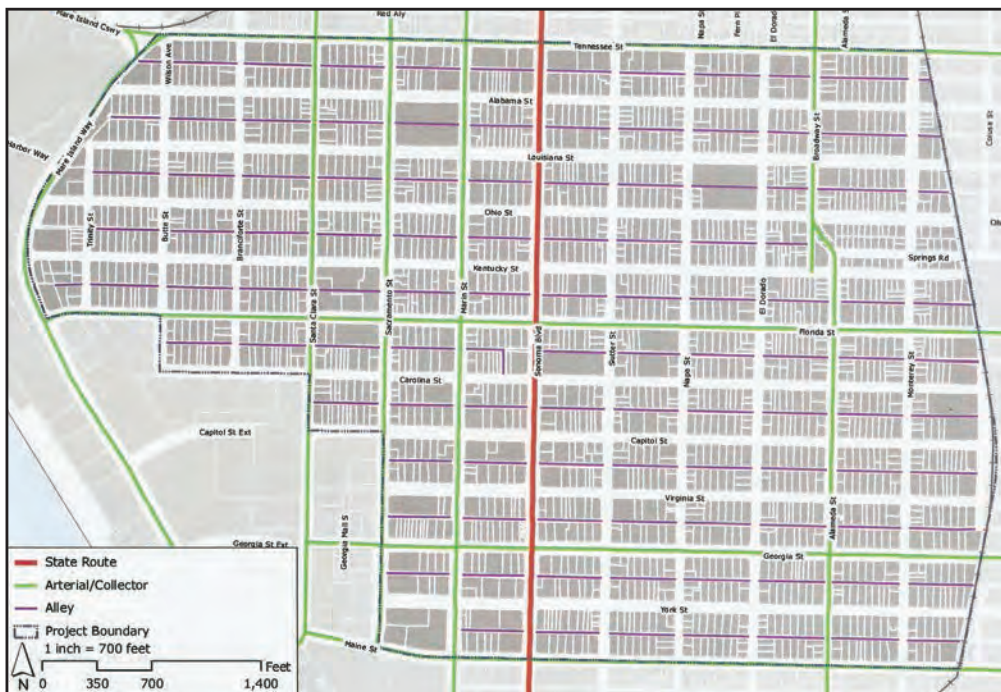 Mare Island Cswy
Red Aly
Napa St
Fern Pl
El Dorado
Alameda St
Tennessee St
Wilson Ave
Alabama St
Broadway St
Colusa St
Mare Island Way
Harbor Way
Louisiana St
Trinity St
Butte St
Branciforte St
Ohio St
Kentucky St
Springs Rd
Santa Clara St
Sacramento St
Marin St
Sonoma Blvd
El Dorado
Florida St
Sutter St
Napa St
Monterey St
Carolina St
Capitol St Ext
Capitol St
Virginia St
Alameda St
Georgia St Ext
Georgia Mall S
Georgia St
York St
Maine St
State Route
Arterial/Collector
Alley
Project Boundary
1 inch = 700 feet
Feet
N 0 350 700 1,400